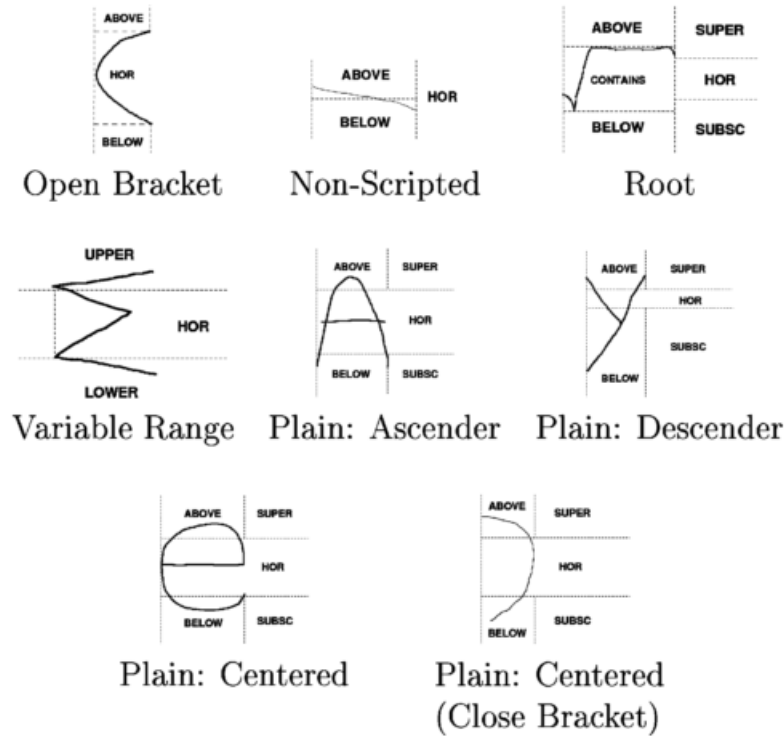 ABOVE
HOR
BELOW
Open Bracket
ABOVE
HOR
BELOW
Non-Scripted
ABOVE SUPER
CONTAINS HOR
BELOW SUBSC
Root
UPPER
HOR
LOWER
Variable Range
ABOVE SUPER
HOR
BELOW SUBSC
Plain: Ascender
ABOVE SUPER
HOR
SUBSC
BELOW
Plain: Descender
ABOVE SUPER
HOR
BELOW SUBSC
Plain: Centered
ABOVE SUPER
HOR
SUBSC
BELOW
Plain: Centered
(Close Bracket)